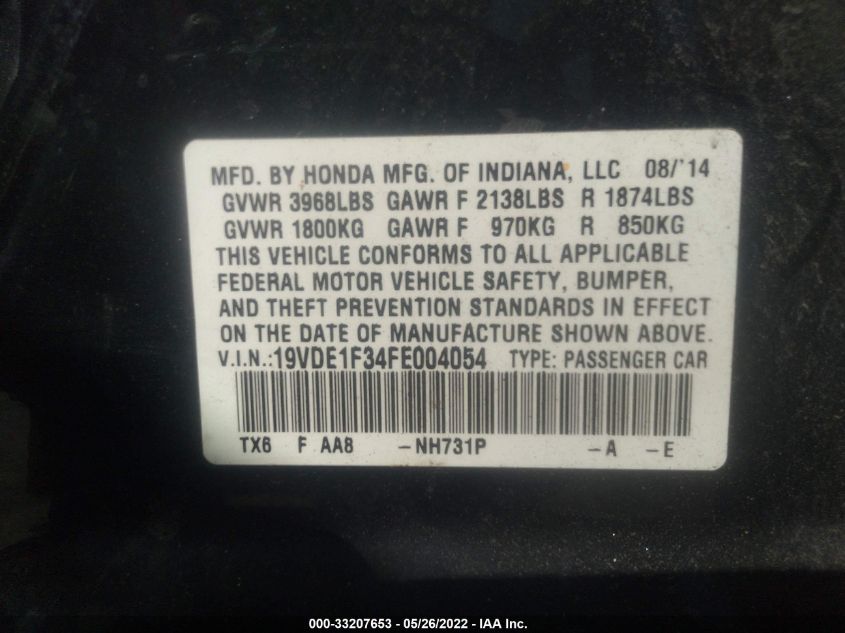 MFD. BY HONDA MFG. OF INDIANA, LLC 08/'14
GVWR 3968LBS GAWR F 2138LBS R 1874LBS
GVWR 1800KG GAWR F 970KG R 850KG
THIS VEHICLE CONFORMS TO ALL APPLICABLE
FEDERAL MOTOR VEHICLE SAFETY, BUMPER,
AND THEFT PREVENTION STANDARDS IN EFFECT
ON THE DATE OF MANUFACTURE SHOWN ABOVE.
V.I.N.:19VDE1F34FE004054 TYPE: PASSENGER CAR
TX6 F AA8 -NH731P -A -E
000-33207653 - 05/26/2022 - IAA Inc.